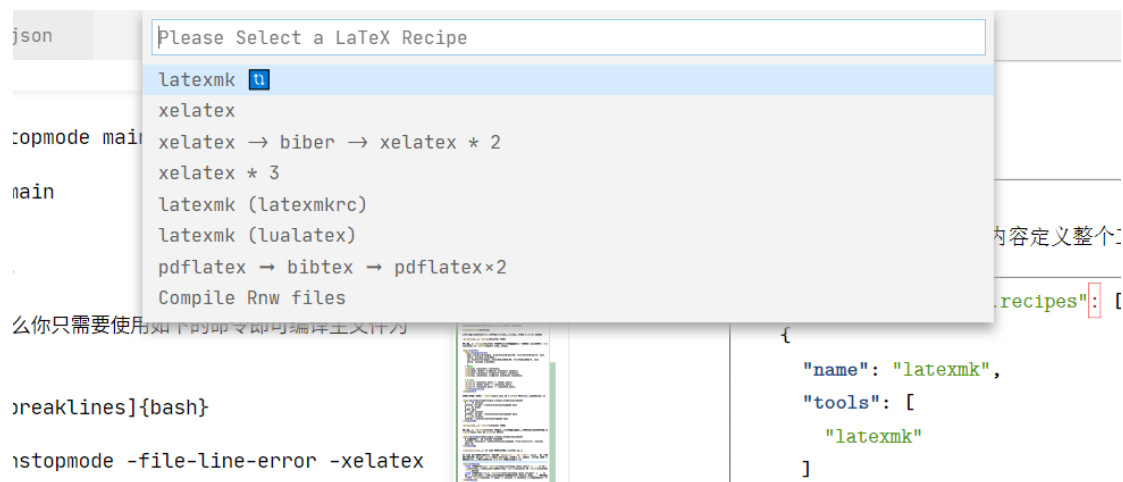 json
Please Select a LaTeX Recipe
latexmk
xelatex
xelatex → biber → xelatex * 2
xelatex * 3
latexmk (latexmkrc)
latexmk (lualatex)
pdflatex → bibtex → pdflatex×2
Compile Rnw files
topmode main
main
么你只需要使用如下的命令即可编译主文件为
breaklines]{bash}
nstopmode -file-line-error -xelatex
内容定义整个工
.recipes": [
{
"name": "latexmk",
"tools": [
"latexmk"
]